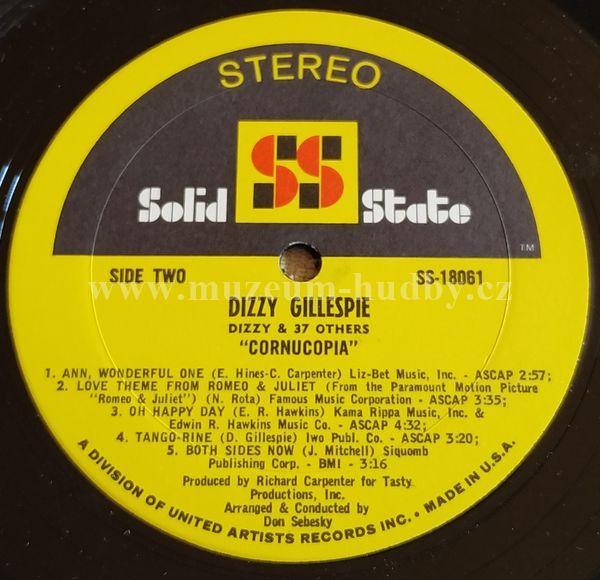 STEREO
SS
Solid State
TM
SIDE TWO SS-18061
www.muzeum-hudby.cz
DIZZY GILLESPIE
DIZZY & 37 OTHERS
"CORNUCOPIA"
1. ANN, WONDERFUL ONE (E. Hines-C. Carpenter) Liz-Bet Music, Inc. - ASCAP 2:57;
2. LOVE THEME FROM ROMEO & JULIET (From the Paramount Motion Picture
"Romeo & Juliet") (N. Rota) Famous Music Corporation - ASCAP 3:35;
3. OH HAPPY DAY (E. R. Hawkins) Kama Rippa Music, Inc. &
Edwin R. Hawkins Music Co. - ASCAP 4:32;
4. TANGO-RINE (D. Gillespie) Iwo Publ. Co. - ASCAP 3:20;
5. BOTH SIDES NOW (J. Mitchell) Siquomb
Publishing Corp. - BMI - 3:16
Produced by Richard Carpenter for Tasty
Productions, Inc.
Arranged & Conducted by
Don Sebesky
A DIVISION OF UNITED ARTISTS RECORDS INC. • MADE IN U.S.A.